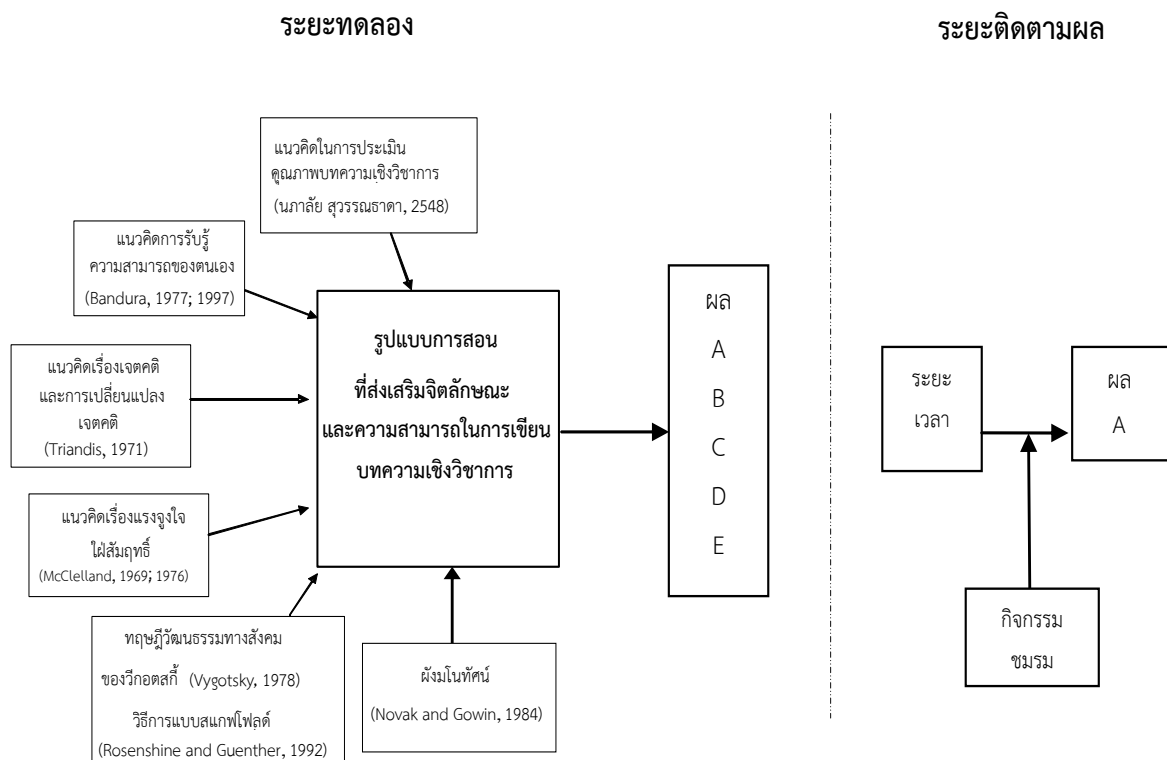 ระยะทดลอง
ระยะติดตามผล
แนวคิดในการประเมิน
คุณภาพบทความเชิงวิชาการ
(นภาลัย สุวรรณธาดา, 2548)
แนวคิดการรับรู้
ความสามารถของตนเอง
(Bandura, 1977; 1997)
แนวคิดเรื่องเจตคติ
และการเปลี่ยนแปลง
เจตคติ
(Triandis, 1971)
แนวคิดเรื่องแรงจูงใจ
ใฝ่สัมฤทธิ์
(McClelland, 1969; 1976)
ทฤษฎีวัฒนธรรมทางสังคม
ของวีกอตสกี้ (Vygotsky, 1978)
วิธีการแบบสแกฟโฟลด์
(Rosenshine and Guenther, 1992)
ผังมโนทัศน์
(Novak and Gowin, 1984)
รูปแบบการสอน
ที่ส่งเสริมจิตลักษณะ
และความสามารถในการเขียน
บทความเชิงวิชาการ
ผล
A
B
C
D
E
ระยะ
เวลา
ผล
A
กิจกรรม
ชมรม